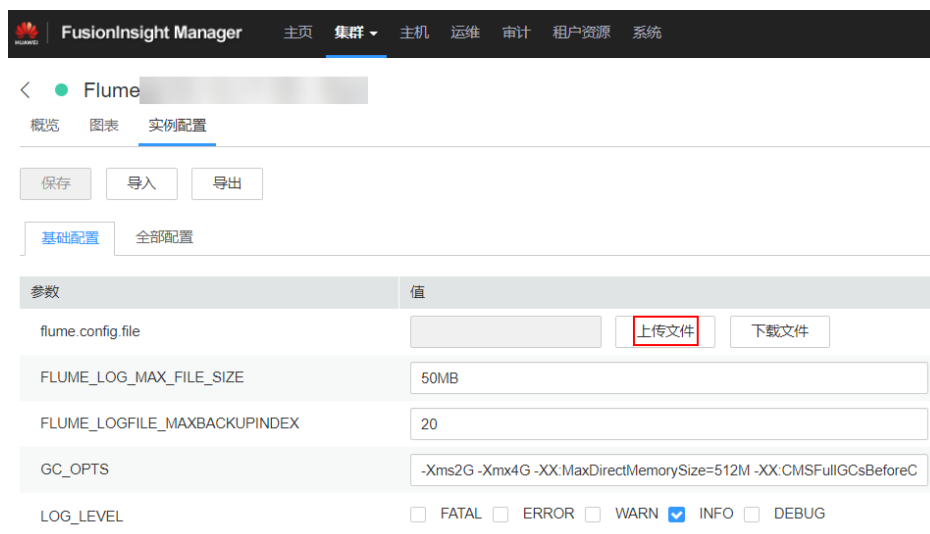 HUAWEI FusionInsight Manager 主页 集群 主机 运维 审计 租户资源 系统
Flume
概览 图表 实例配置
保存 导入 导出
基础配置 全部配置
参数 值
flume.config.file 上传文件 下载文件
FLUME_LOG_MAX_FILE_SIZE 50MB
FLUME_LOGFILE_MAXBACKUPINDEX 20
GC_OPTS -Xms2G -Xmx4G -XX:MaxDirectMemorySize=512M -XX:CMSFullGCsBeforeC
LOG_LEVEL FATAL ERROR WARN INFO DEBUG